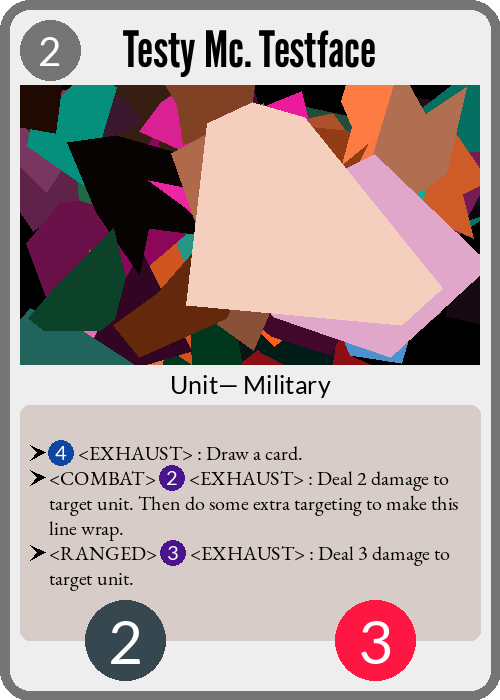 2 Testy Mc. Testface
Unit— Military
4 <EXHAUST> : Draw a card.
<COMBAT> 2 <EXHAUST> : Deal 2 damage to
target unit. Then do some extra targeting to make this
line wrap.
<RANGED> 3 <EXHAUST> : Deal 3 damage to
target unit.
2 3